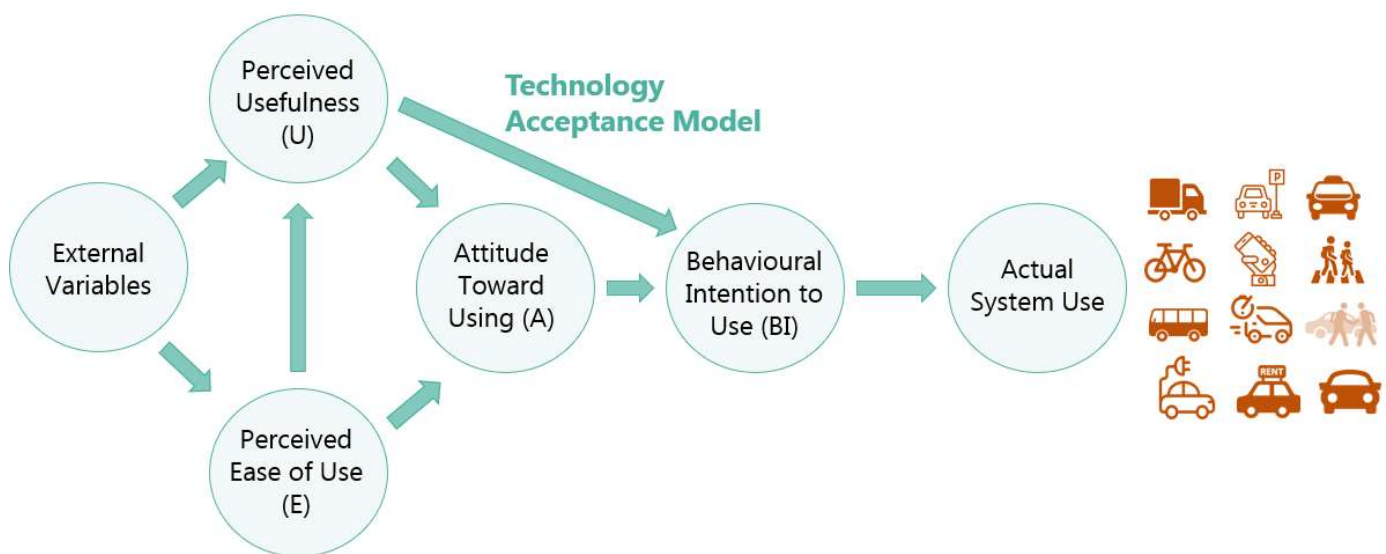 Perceived
Usefulness
(U)
Technology
Acceptance Model
External
Variables
Attitude
Toward
Using (A)
Behavioural
Intention to
Use (BI)
Actual
System Use
Perceived
Ease of Use
(E)
P
RENT